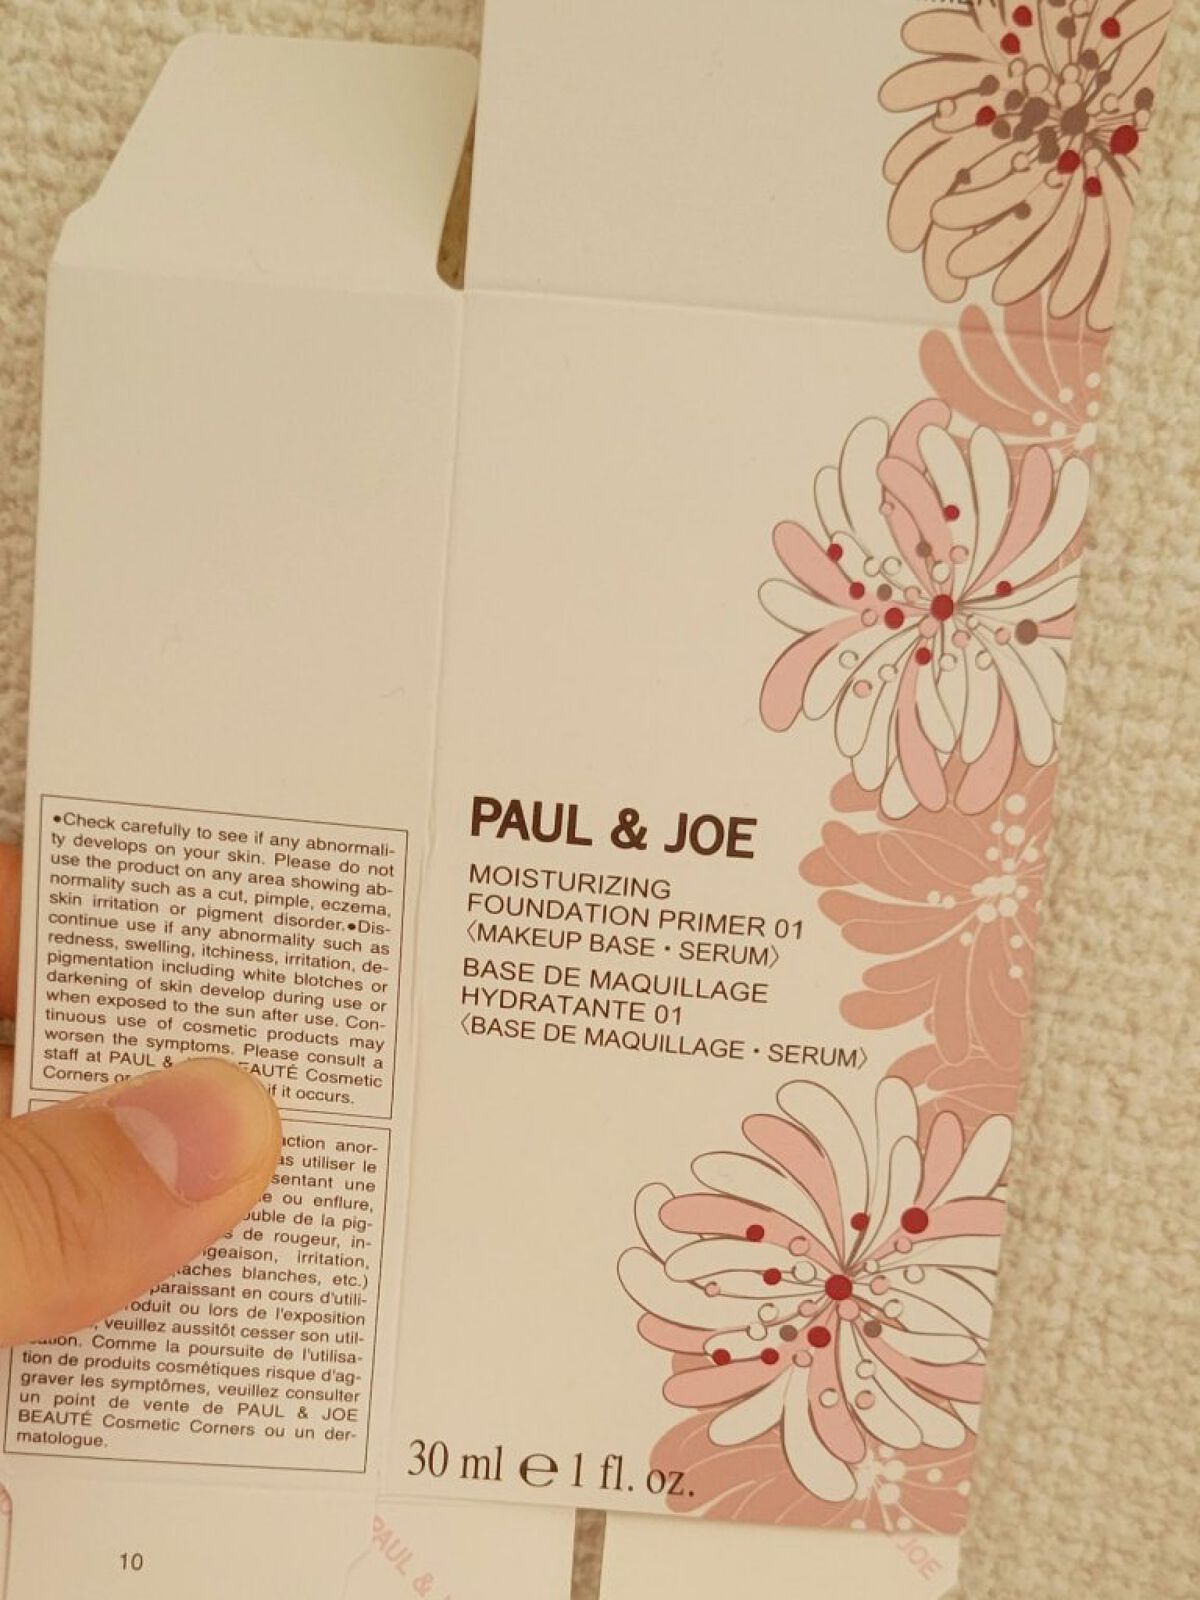 •Check carefully to see if any abnormali-
ty develops on your skin. Please do not
use the product on any area showing ab-
normality such as a cut, pimple, eczema,
skin irritation or pigment disorder.•Dis-
continue use if any abnormality such as
redness, swelling, itchiness, irritation, de-
pigmentation including white blotches or
darkening of skin develop during use or
when exposed to the sun after use. Con-
tinuous use of cosmetic products may
worsen the symptoms. Please consult a
staff at PAUL & Cosmetic
Corners if it occurs.
anor-
utiliser le
une
ou enflure,
de la pig-
de rougeur, in-
irritation,
blanches, etc.)
en cours d'utili-
ou lors de l'exposition
veuillez aussitôt cesser son util-
Comme la poursuite de l'utilisa-
tion de produits cosmétiques risque d'ag-
graver les symptômes, veuillez consulter
un point de vente de PAUL & JOE
BEAUTÉ Cosmetic Corners ou un der-
matologue.
PAUL & JOE
MOISTURIZING
FOUNDATION PRIMER 01
〈MAKEUP BASE・SERUM〉
BASE DE MAQUILLAGE
HYDRATANTE 01
〈BASE DE MAQUILLAGE・SERUM〉
30 ml ℮ 1 fl. oz.
10
PAUL &
JOE